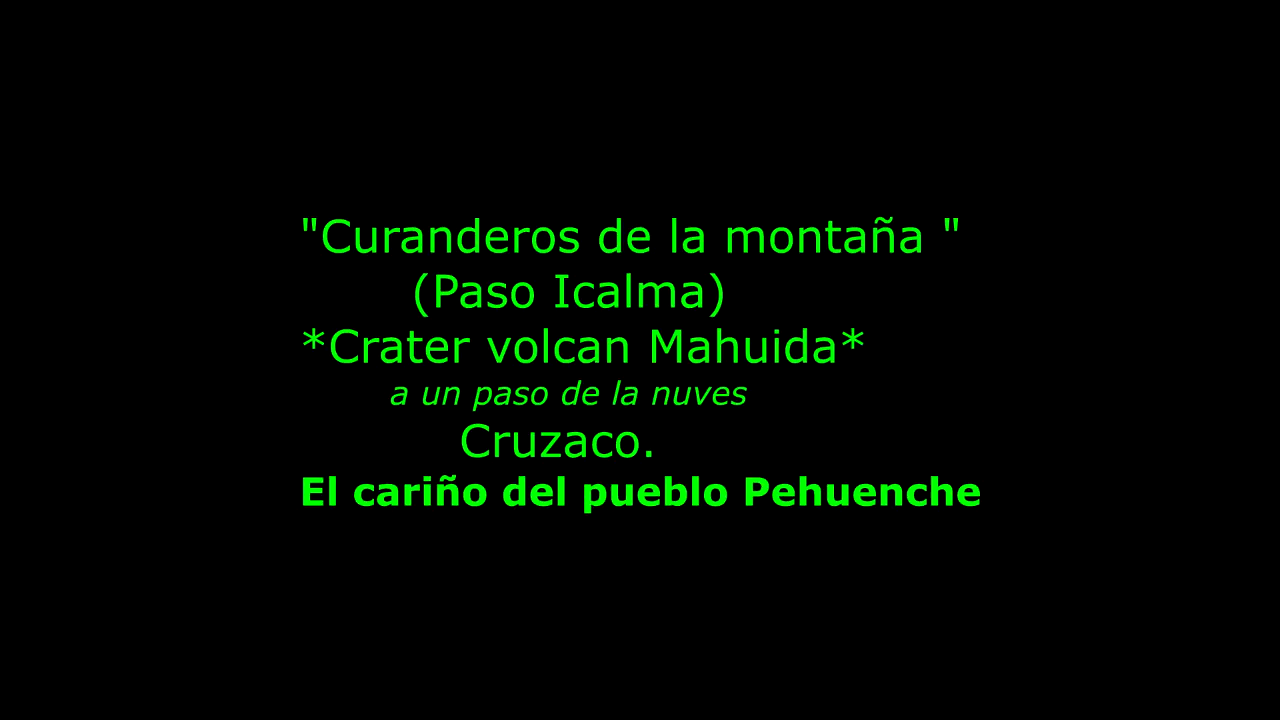 "Curanderos de la montaña "
(Paso Icalma)
*Crater volcan Mahuida*
a un paso de la nuves
Cruzaco.
El cariño del pueblo Pehuenche